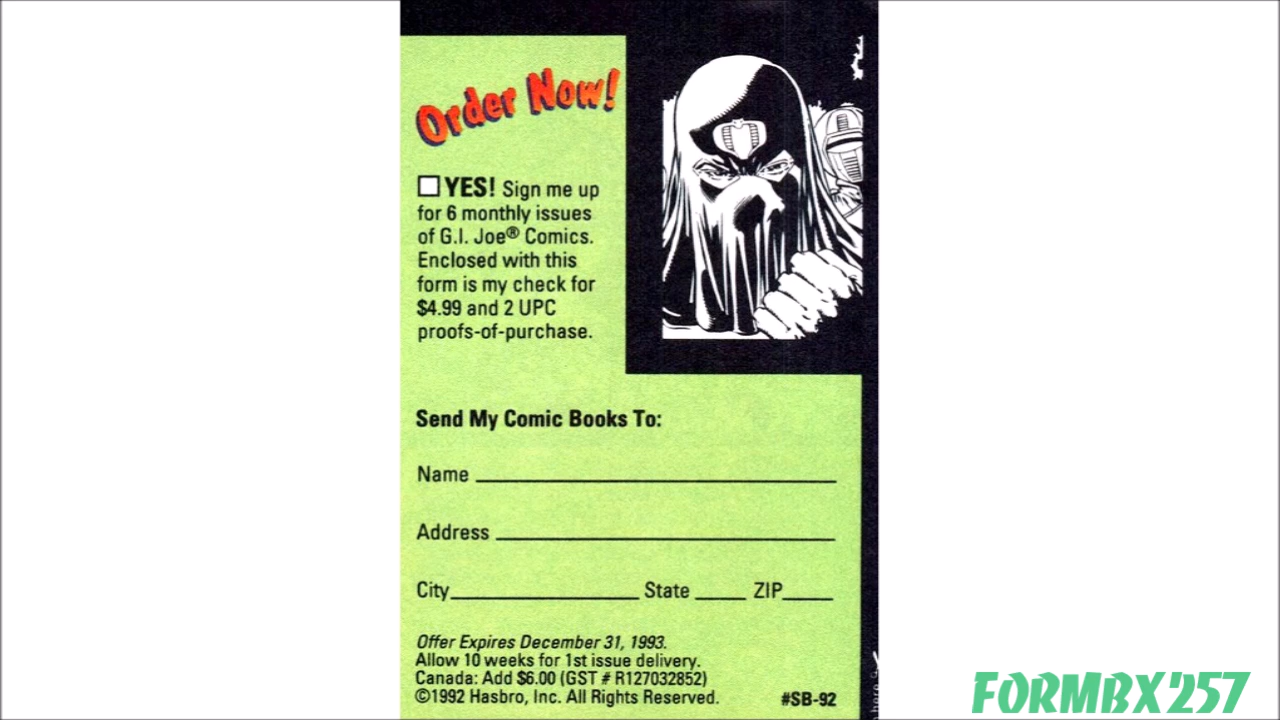 Order Now!
YES! Sign me up
for 6 monthly issues
of G.I. Joe® Comics.
Enclosed with this
form is my check for
$4.99 and 2 UPC
proofs-of-purchase.
Send My Comic Books To:
Name
Address
City State ZIP
Offer Expires December 31, 1993.
Allow 10 weeks for 1st issue delivery.
Canada: Add $6.00 (GST # R127032852)
©1992 Hasbro, Inc. All Rights Reserved. #SB-92
FORMBX'257